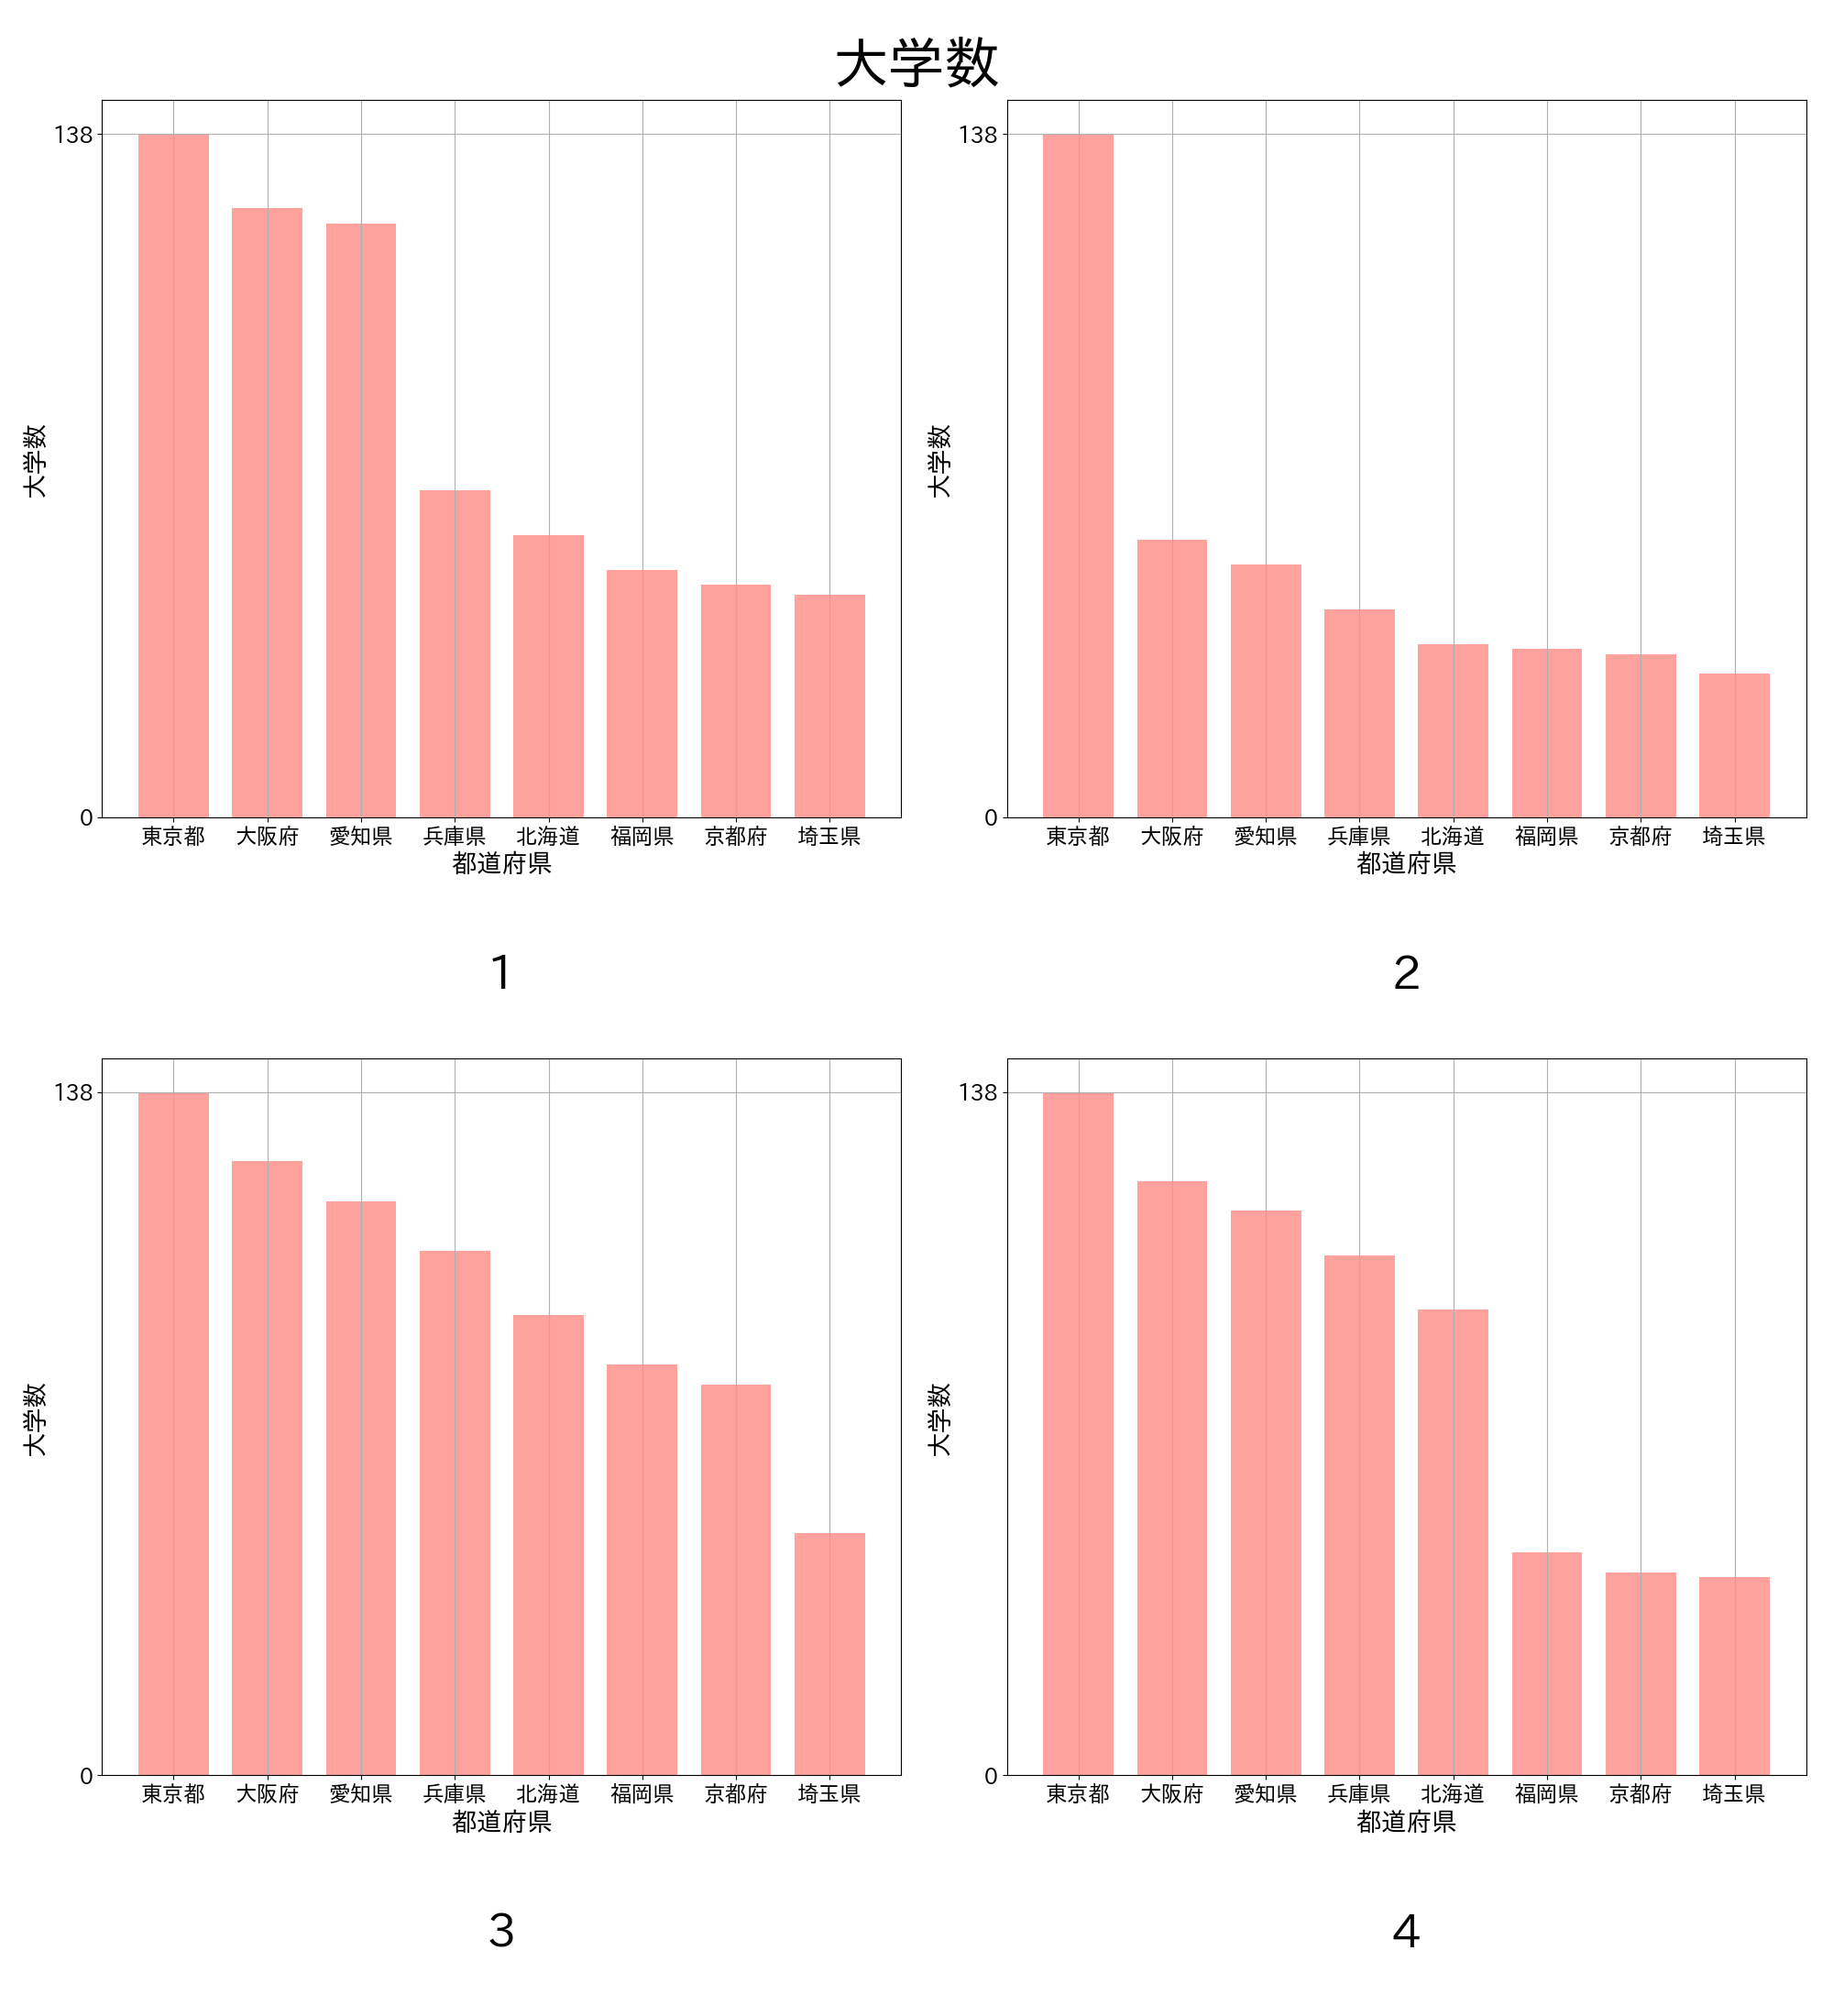 大学数
138
0
大学数
東京都 大阪府 愛知県 兵庫県 北海道 福岡県 京都府 埼玉県
都道府県
1
138
0
大学数
東京都 大阪府 愛知県 兵庫県 北海道 福岡県 京都府 埼玉県
都道府県
2
138
0
大学数
東京都 大阪府 愛知県 兵庫県 北海道 福岡県 京都府 埼玉県
都道府県
3
138
0
大学数
東京都 大阪府 愛知県 兵庫県 北海道 福岡県 京都府 埼玉県
都道府県
4